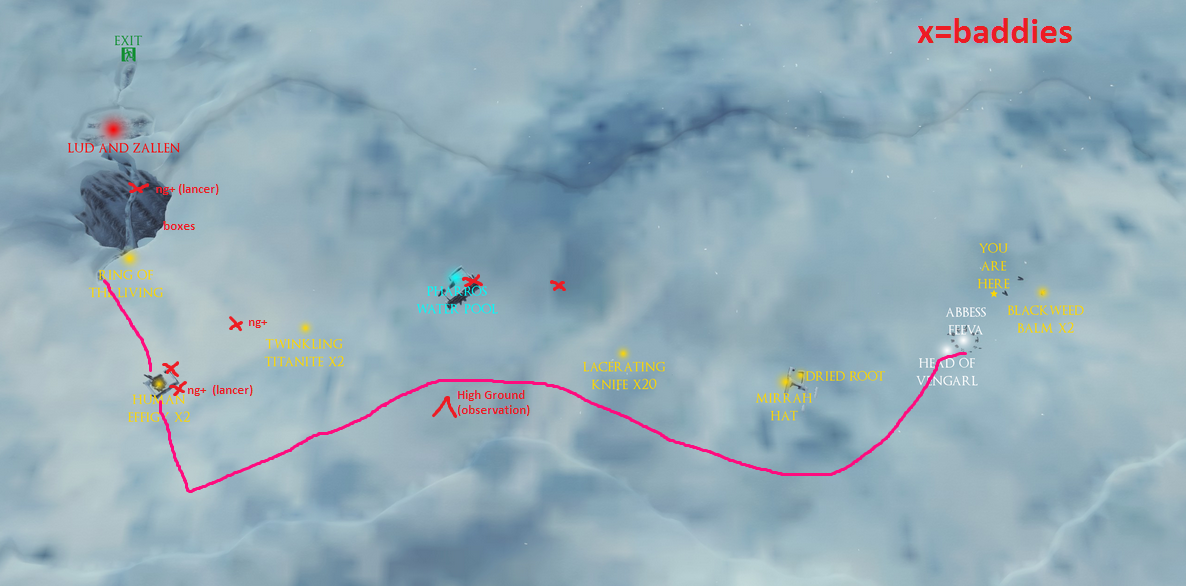 x=baddies
EXIT
LUD AND ZALLEN
ng+ (lancer)
boxes
RING OF
THE LIVING
YOU
ARE
HERE
BLACKWEED
BALM X2
PHARROS
WATER POOL
ABBESS
FEEVA
ng+
TWINKLING
TITANITE X2
HEAD OF
VENGARL
LACERATING
KNIFE X20
DRIED ROOT
MIRRAH
HAT
ng+ (lancer)
HUMAN
EFFIGY X2
High Ground
(observation)